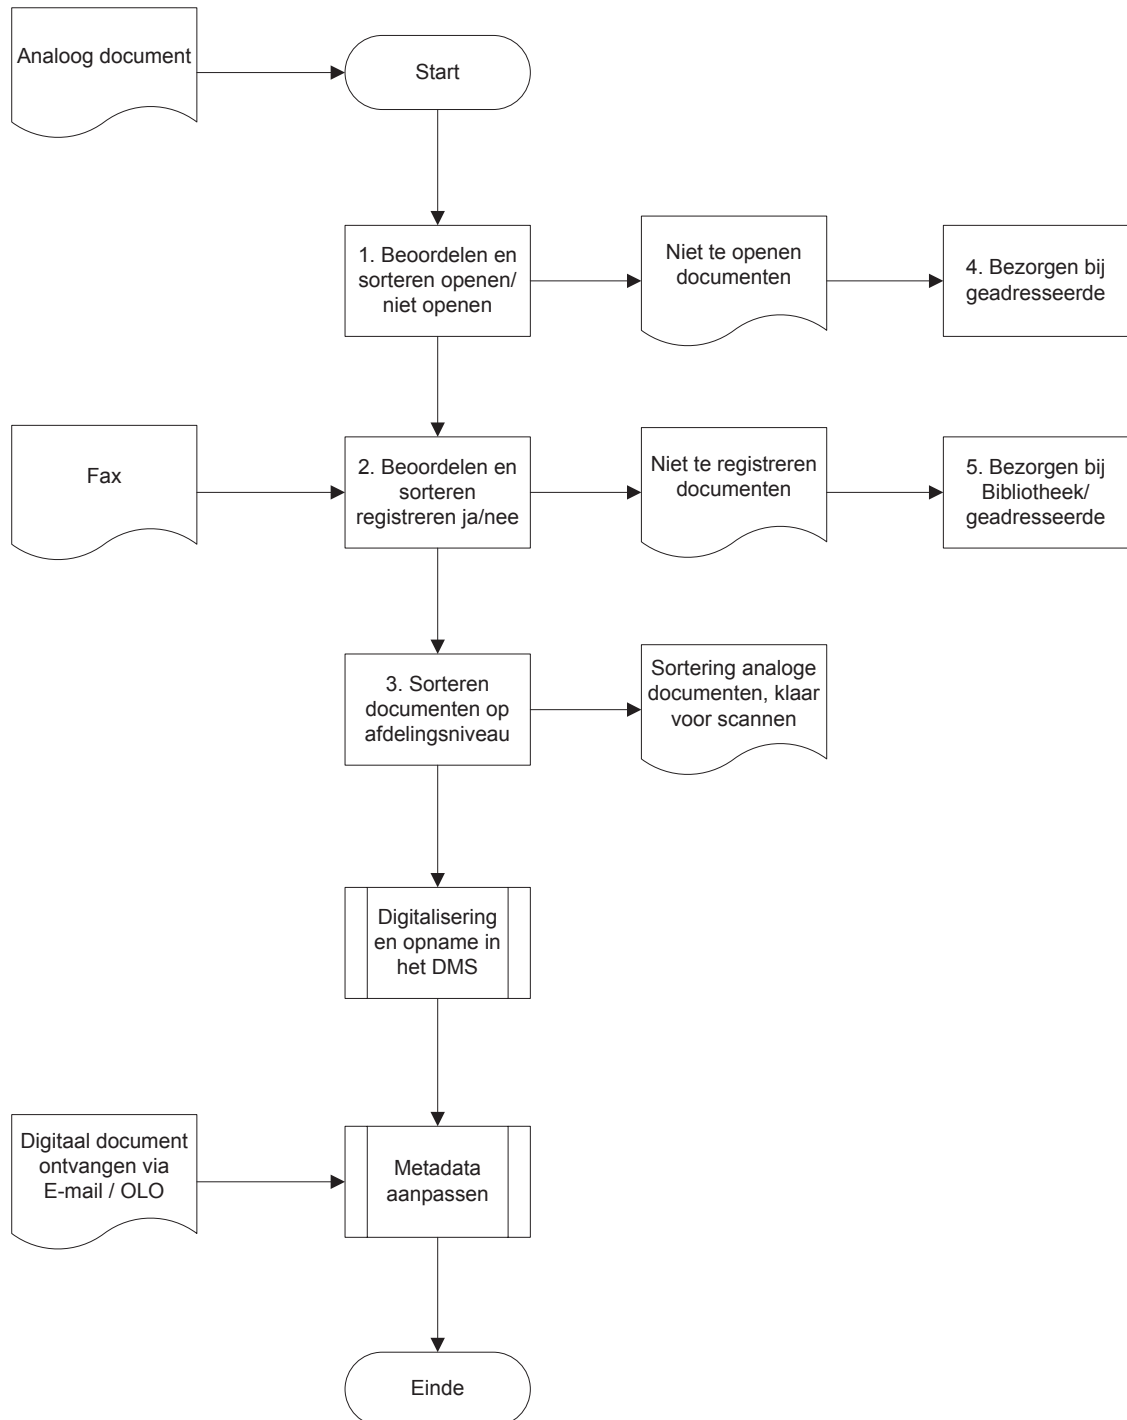 Analoog document
Start
1. Beoordelen en
sorteren openen/
niet openen
Niet te openen
documenten
4. Bezorgen bij
geadresseerde
Fax
2. Beoordelen en
sorteren
registreren ja/nee
Niet te registreren
documenten
5. Bezorgen bij
Bibliotheek/
geadresseerde
3. Sorteren
documenten op
afdelingsniveau
Sortering analoge
documenten, klaar
voor scannen
Digitalisering
en opname in
het DMS
Digitaal document
ontvangen via
E-mail / OLO
Metadata
aanpassen
Einde